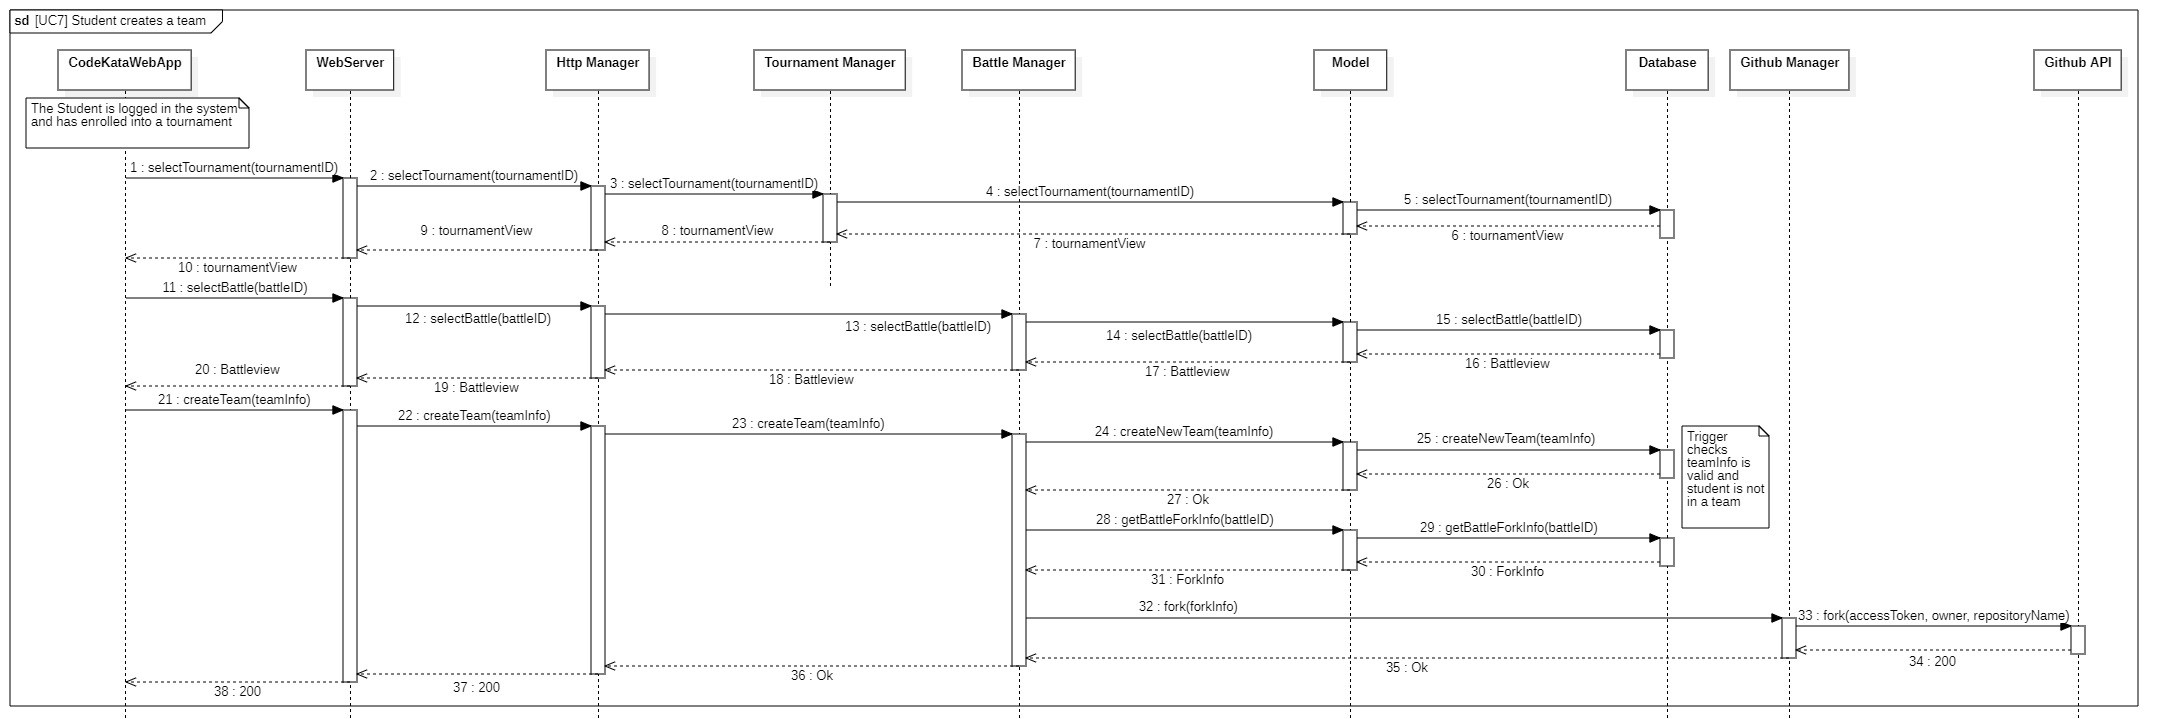 sd [UC7] Student creates a team
CodeKataWebApp
WebServer
Http Manager
Tournament Manager
Battle Manager
Model
Database
Github Manager
Github API
The Student is logged in the system
and has enrolled into a tournament
1 : selectTournament(tournamentID)
2 : selectTournament(tournamentID)
3 : selectTournament(tournamentID)
4 : selectTournament(tournamentID)
5 : selectTournament(tournamentID)
6 : tournamentView
7 : tournamentView
8 : tournamentView
9 : tournamentView
10 : tournamentView
11 : selectBattle(battleID)
12 : selectBattle(battleID)
13 : selectBattle(battleID)
14 : selectBattle(battleID)
15 : selectBattle(battleID)
16 : Battleview
17 : Battleview
18 : Battleview
19 : Battleview
20 : Battleview
21 : createTeam(teamInfo)
22 : createTeam(teamInfo)
23 : createTeam(teamInfo)
24 : createNewTeam(teamInfo)
25 : createNewTeam(teamInfo)
Trigger
checks
teamInfo is
valid and
student is not
in a team
26 : Ok
27 : Ok
28 : getBattleForkInfo(battleID)
29 : getBattleForkInfo(battleID)
30 : ForkInfo
31 : ForkInfo
32 : fork(forkInfo)
33 : fork(accessToken, owner, repositoryName)
34 : 200
35 : Ok
36 : Ok
37 : 200
38 : 200